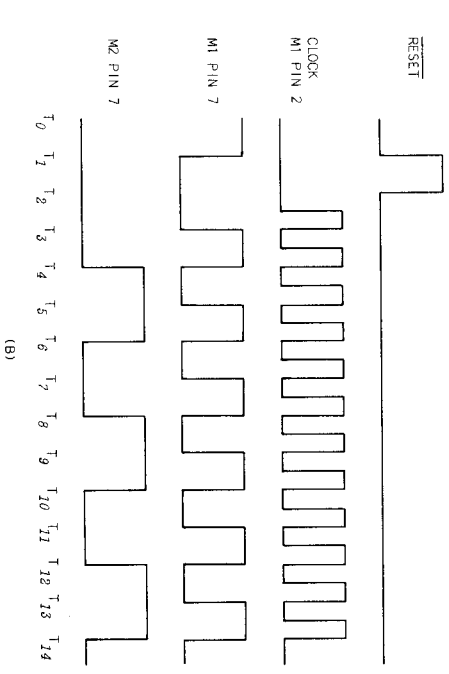 RESET
CLOCK
M1 PIN 2
M1 PIN 7
M2 PIN 7
T0 T1 T2 T3 T4 T5 T6 T7 T8 T9 T10 T11 T12 T13 T14
(B)